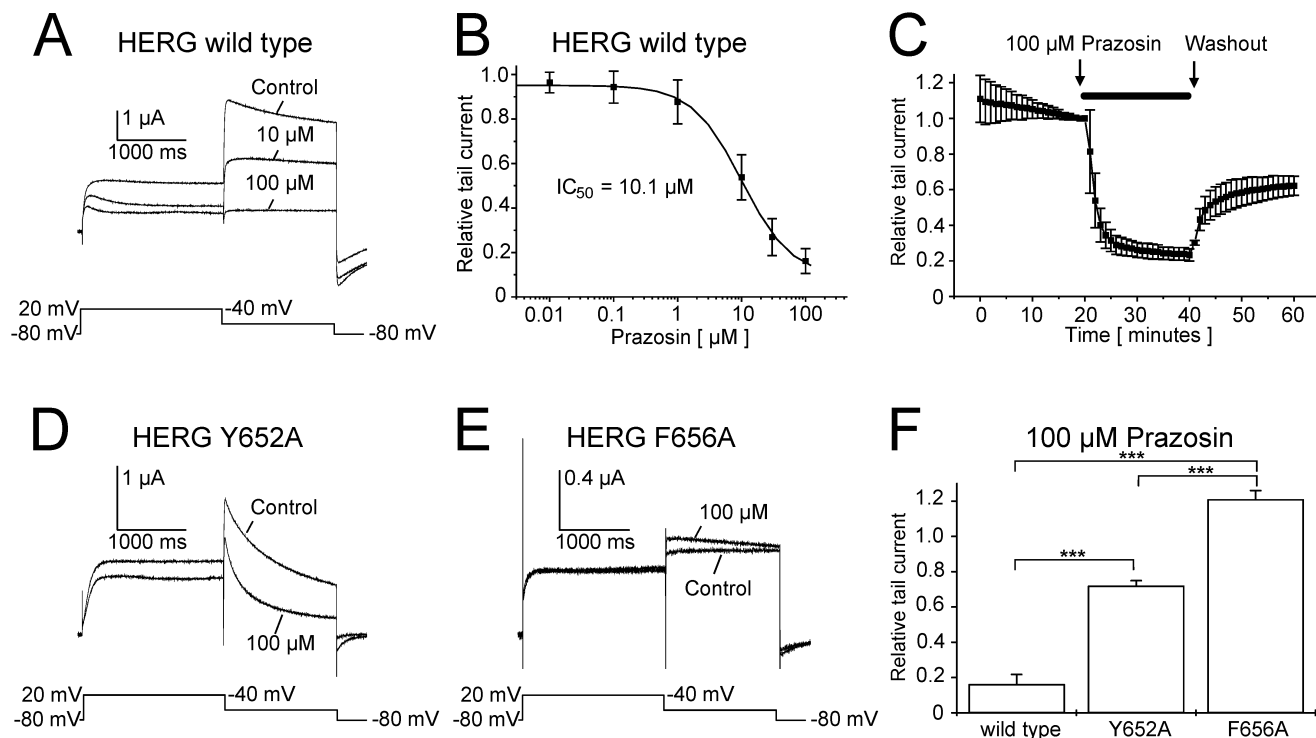 A
HERG wild type
Control
1 µA
1000 ms
10 µM
100 µM
20 mV
-80 mV
-40 mV
-80 mV
B
HERG wild type
Relative tail current
1.0
0.8
0.6
0.4
0.2
0
IC50 = 10.1 µM
0.01 0.1 1 10 100
Prazosin [ µM ]
C
100 µM Prazosin Washout
Relative tail current
1.2
1.0
0.8
0.6
0.4
0.2
0
0 10 20 30 40 50 60
Time [ minutes ]
D
HERG Y652A
1 µA
1000 ms
Control
100 µM
20 mV
-80 mV
-40 mV
-80 mV
E
HERG F656A
0.4 µA
1000 ms
100 µM
Control
20 mV
-80 mV
-40 mV
-80 mV
F
100 µM Prazosin
***
***
***
Relative tail current
1.2
1.0
0.8
0.6
0.4
0.2
0
wild type Y652A F656A